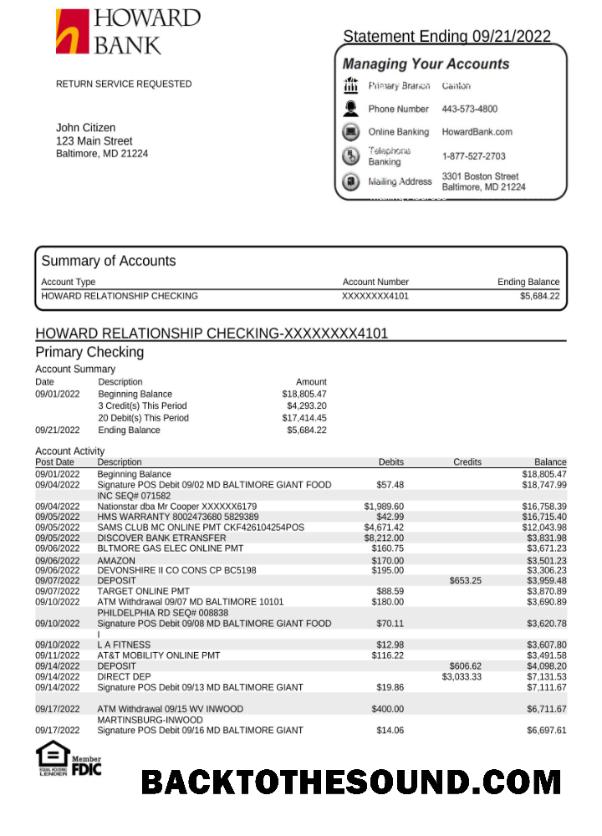 HOWARD
BANK
Statement Ending 09/21/2022
RETURN SERVICE REQUESTED
Managing Your Accounts
Primary Branch Canton
Phone Number 443-573-4800
Online Banking HowardBank.com
Telephone
Banking 1-877-527-2703
Mailing Address 3301 Boston Street
Baltimore, MD 21224
John Citizen
123 Main Street
Baltimore, MD 21224
Summary of Accounts
Account Type Account Number Ending Balance
HOWARD RELATIONSHIP CHECKING XXXXXXXX4101 $5,684.22
HOWARD RELATIONSHIP CHECKING-XXXXXXXX4101
Primary Checking
Account Summary
Date Description Amount
09/01/2022 Beginning Balance $18,805.47
3 Credit(s) This Period $4,293.20
20 Debit(s) This Period $17,414.45
09/21/2022 Ending Balance $5,684.22
Account Activity
Post Date Description Debits Credits Balance
09/01/2022 Beginning Balance $18,805.47
09/04/2022 Signature POS Debit 09/02 MD BALTIMORE GIANT FOOD $57.48 $18,747.99
INC SEQ# 071582
09/04/2022 Nationstar dba Mr Cooper XXXXXX6179 $1,989.60 $16,758.39
09/05/2022 HMS WARRANTY 8002473680 5829389 $42.99 $16,715.40
09/05/2022 SAMS CLUB MC ONLINE PMT CKF426104254POS $4,671.42 $12,043.98
09/05/2022 DISCOVER BANK ETRANSFER $8,212.00 $3,831.98
09/06/2022 BLTMORE GAS ELEC ONLINE PMT $160.75 $3,671.23
09/06/2022 AMAZON $170.00 $3,501.23
09/06/2022 DEVONSHIRE II CO CONS CP BC5198 $195.00 $3,306.23
09/07/2022 DEPOSIT $653.25 $3,959.48
09/07/2022 TARGET ONLINE PMT $88.59 $3,870.89
09/10/2022 ATM Withdrawal 09/07 MD BALTIMORE 10101 $180.00 $3,690.89
PHILDELPHIA RD SEQ# 008838
09/10/2022 Signature POS Debit 09/08 MD BALTIMORE GIANT FOOD $70.11 $3,620.78
I
09/10/2022 L A FITNESS $12.98 $3,607.80
09/11/2022 AT&T MOBILITY ONLINE PMT $116.22 $3,491.58
09/14/2022 DEPOSIT $606.62 $4,098.20
09/14/2022 DIRECT DEP $3,033.33 $7,131.53
09/14/2022 Signature POS Debit 09/13 MD BALTIMORE GIANT $19.86 $7,111.67
09/17/2022 ATM Withdrawal 09/15 WV INWOOD $400.00 $6,711.67
MARTINSBURG-INWOOD
09/17/2022 Signature POS Debit 09/16 MD BALTIMORE GIANT $14.06 $6,697.61
EQUAL HOUSING
LENDER
Member
FDIC
BACKTOTHESOUND.COM